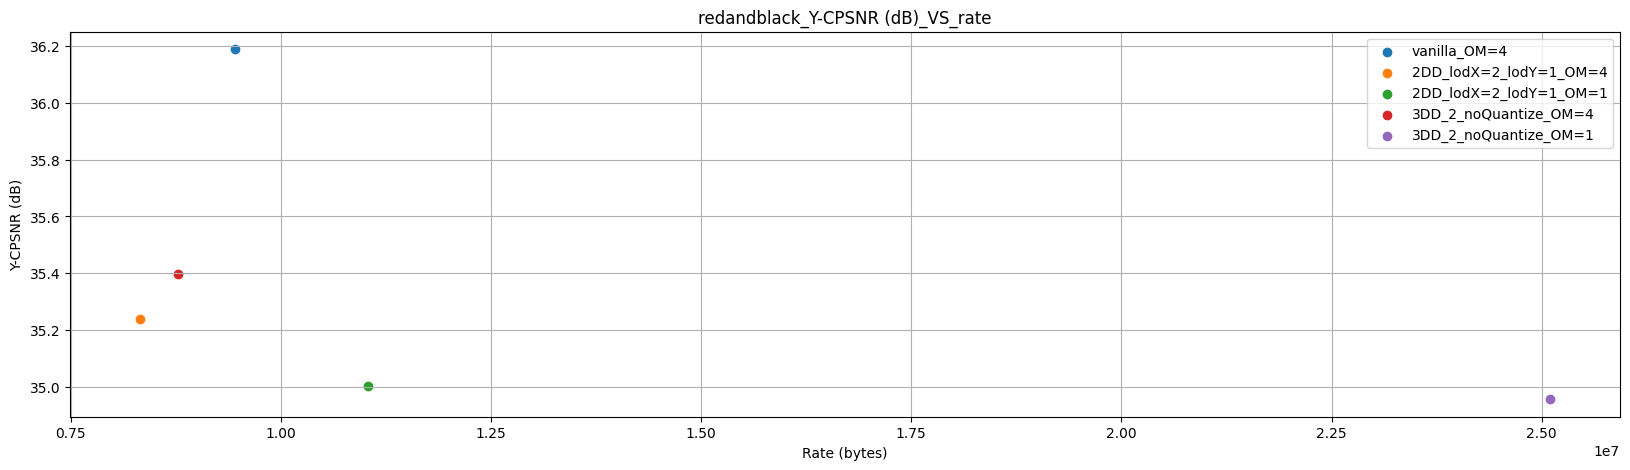 redandblack_Y-CPSNR (dB)_VS_rate
vanilla_OM=4
2DD_lodX=2_lodY=1_OM=4
2DD_lodX=2_lodY=1_OM=1
3DD_2_noQuantize_OM=4
3DD_2_noQuantize_OM=1
Y-CPSNR (dB)
36.2
36.0
35.8
35.6
35.4
35.2
35.0
0.75 1.00 1.25 1.50 1.75 2.00 2.25 2.50
1e7
Rate (bytes)